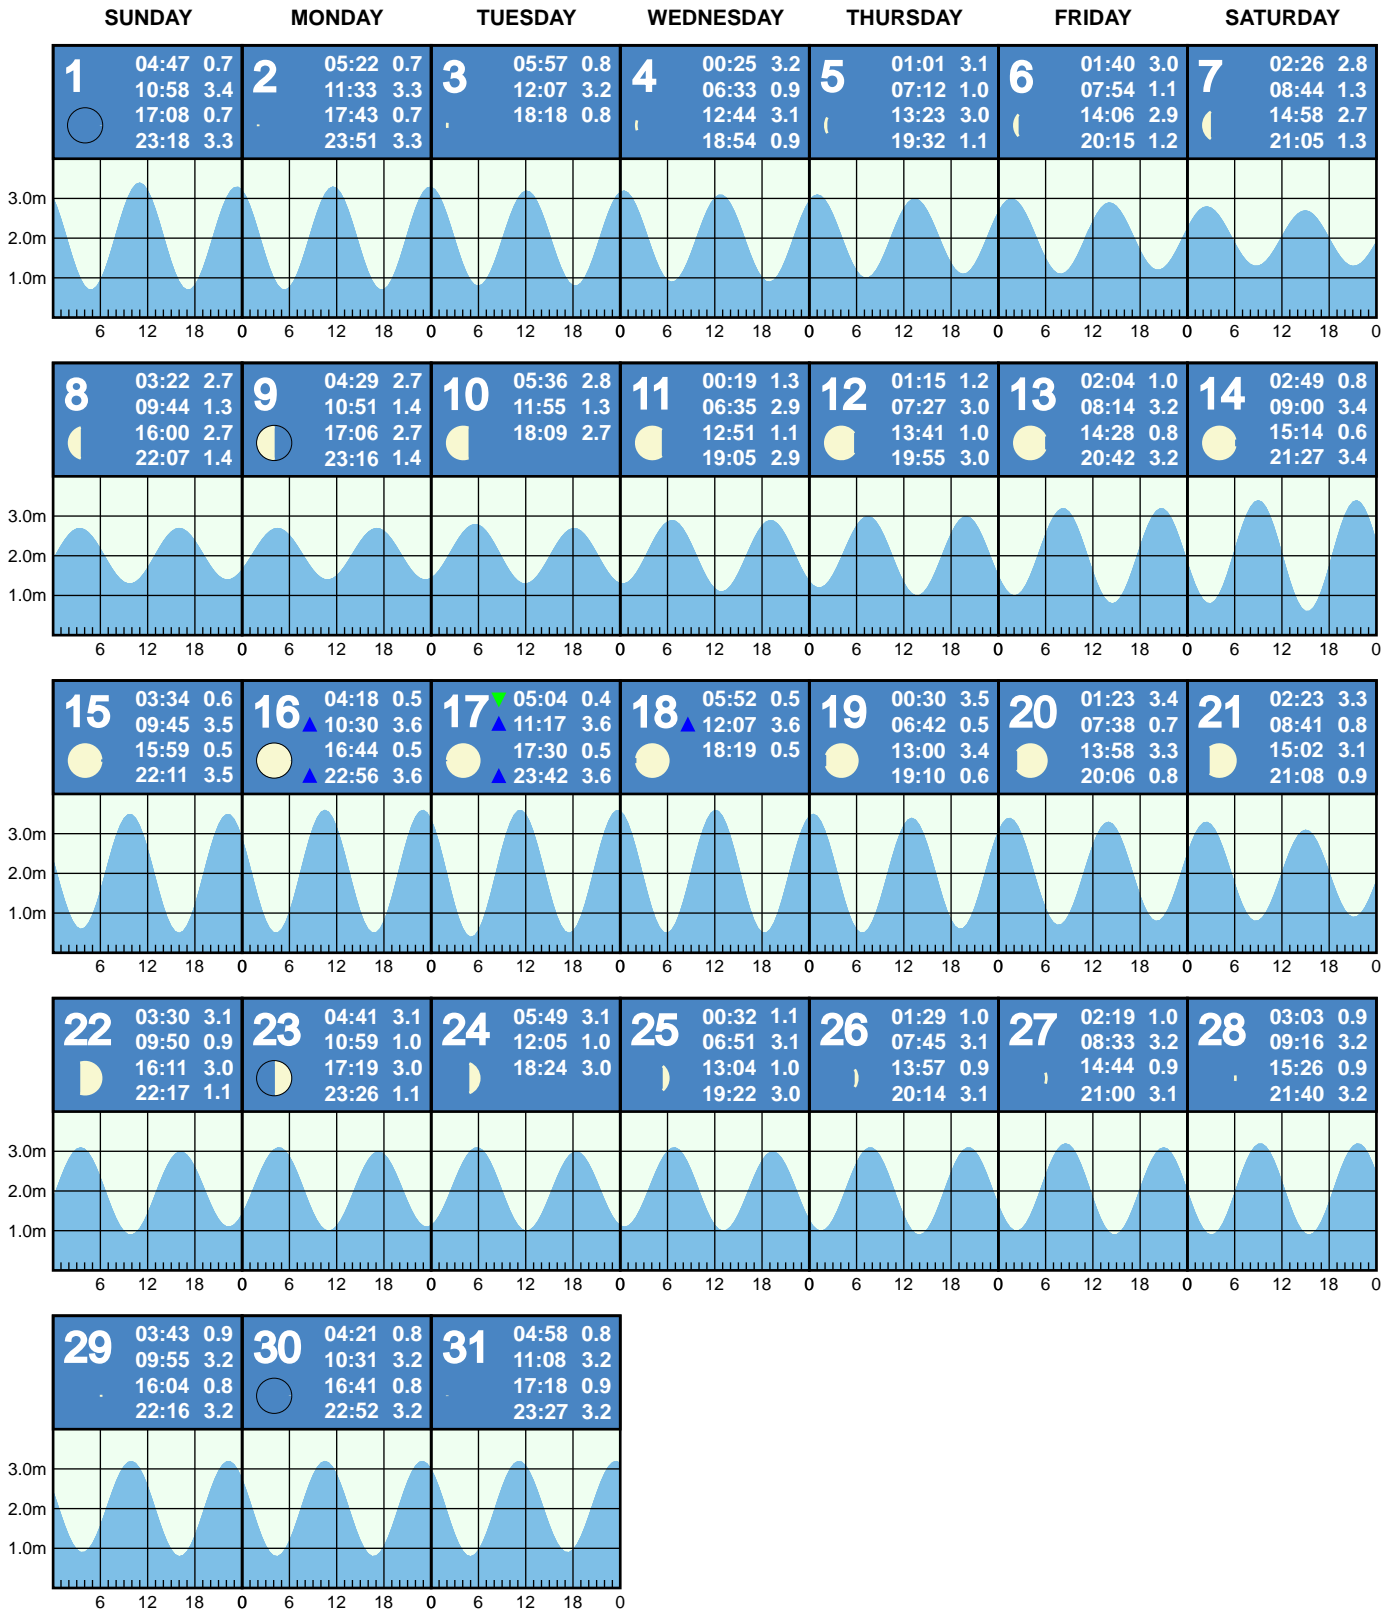 SUNDAY MONDAY TUESDAY WEDNESDAY THURSDAY FRIDAY SATURDAY
1 04:47 0.7
10:58 3.4
17:08 0.7
23:18 3.3
2 05:22 0.7
11:33 3.3
17:43 0.7
23:51 3.3
3 05:57 0.8
12:07 3.2
18:18 0.8
4 00:25 3.2
06:33 0.9
12:44 3.1
18:54 0.9
5 01:01 3.1
07:12 1.0
13:23 3.0
19:32 1.1
6 01:40 3.0
07:54 1.1
14:06 2.9
20:15 1.2
7 02:26 2.8
08:44 1.3
14:58 2.7
21:05 1.3
3.0m
2.0m
1.0m
6 12 18 0 6 12 18 0 6 12 18 0 6 12 18 0 6 12 18 0 6 12 18 0 6 12 18 0
8 03:22 2.7
09:44 1.3
16:00 2.7
22:07 1.4
9 04:29 2.7
10:51 1.4
17:06 2.7
23:16 1.4
10 05:36 2.8
11:55 1.3
18:09 2.7
11 00:19 1.3
06:35 2.9
12:51 1.1
19:05 2.9
12 01:15 1.2
07:27 3.0
13:41 1.0
19:55 3.0
13 02:04 1.0
08:14 3.2
14:28 0.8
20:42 3.2
14 02:49 0.8
09:00 3.4
15:14 0.6
21:27 3.4
3.0m
2.0m
1.0m
6 12 18 0 6 12 18 0 6 12 18 0 6 12 18 0 6 12 18 0 6 12 18 0 6 12 18 0
15 03:34 0.6
09:45 3.5
15:59 0.5
22:11 3.5
16 04:18 0.5
10:30 3.6
16:44 0.5
22:56 3.6
17 05:04 0.4
11:17 3.6
17:30 0.5
23:42 3.6
18 05:52 0.5
12:07 3.6
18:19 0.5
19 00:30 3.5
06:42 0.5
13:00 3.4
19:10 0.6
20 01:23 3.4
07:38 0.7
13:58 3.3
20:06 0.8
21 02:23 3.3
08:41 0.8
15:02 3.1
21:08 0.9
3.0m
2.0m
1.0m
6 12 18 0 6 12 18 0 6 12 18 0 6 12 18 0 6 12 18 0 6 12 18 0 6 12 18 0
22 03:30 3.1
09:50 0.9
16:11 3.0
22:17 1.1
23 04:41 3.1
10:59 1.0
17:19 3.0
23:26 1.1
24 05:49 3.1
12:05 1.0
18:24 3.0
25 00:32 1.1
06:51 3.1
13:04 1.0
19:22 3.0
26 01:29 1.0
07:45 3.1
13:57 0.9
20:14 3.1
27 02:19 1.0
08:33 3.2
14:44 0.9
21:00 3.1
28 03:03 0.9
09:16 3.2
15:26 0.9
21:40 3.2
3.0m
2.0m
1.0m
6 12 18 0 6 12 18 0 6 12 18 0 6 12 18 0 6 12 18 0 6 12 18 0 6 12 18 0
29 03:43 0.9
09:55 3.2
16:04 0.8
22:16 3.2
30 04:21 0.8
10:31 3.2
16:41 0.8
22:52 3.2
31 04:58 0.8
11:08 3.2
17:18 0.9
23:27 3.2
3.0m
2.0m
1.0m
6 12 18 0 6 12 18 0 6 12 18 0